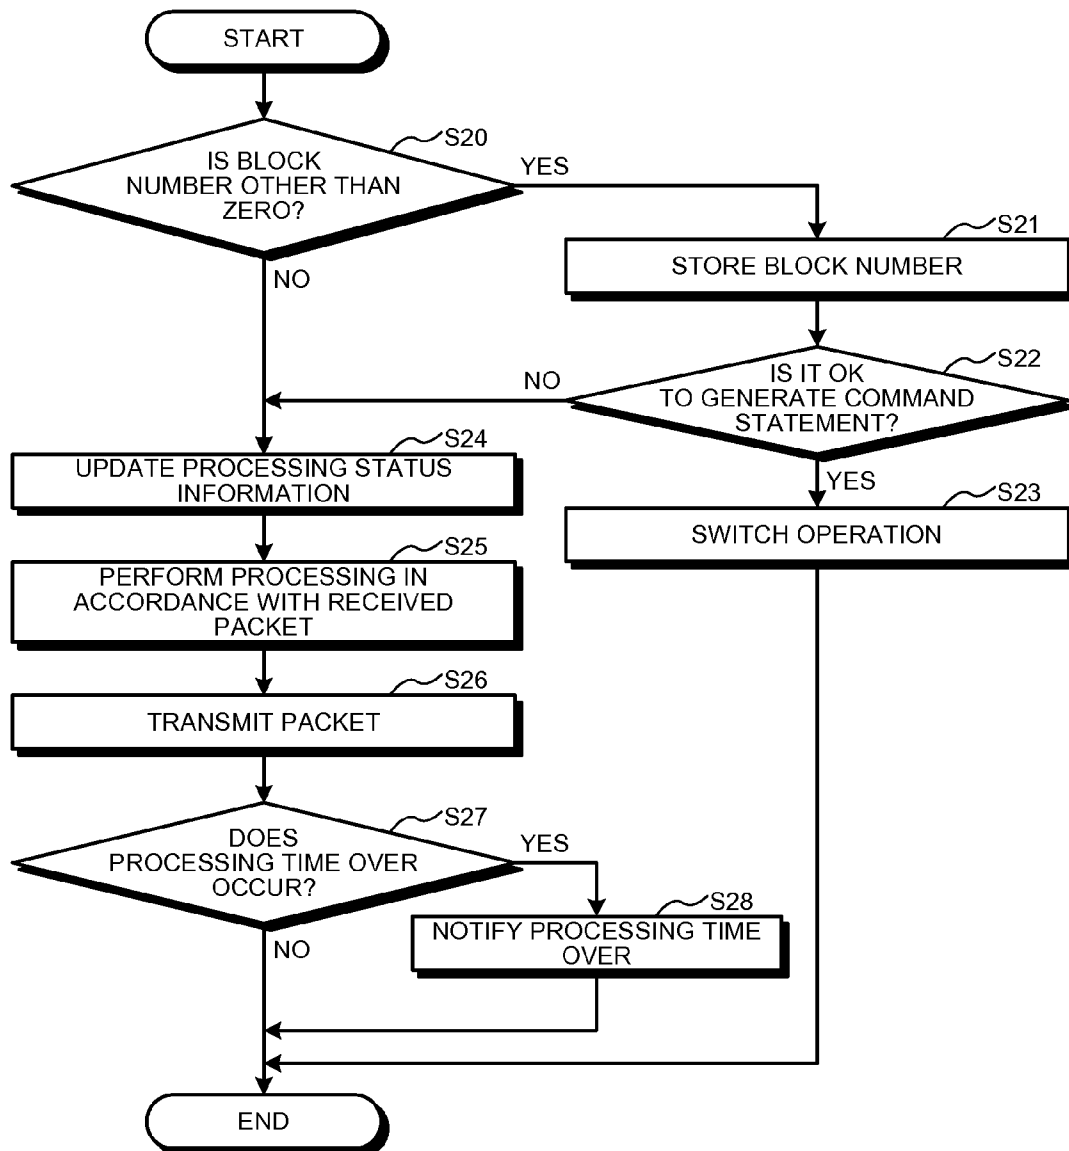 START
S20
IS BLOCK
NUMBER OTHER THAN
ZERO?
YES
NO
S21
STORE BLOCK NUMBER
S22
IS IT OK
TO GENERATE COMMAND
STATEMENT?
NO
YES
S23
SWITCH OPERATION
S24
UPDATE PROCESSING STATUS
INFORMATION
S25
PERFORM PROCESSING IN
ACCORDANCE WITH RECEIVED
PACKET
S26
TRANSMIT PACKET
S27
DOES
PROCESSING TIME OVER
OCCUR?
YES
NO
S28
NOTIFY PROCESSING TIME
OVER
END